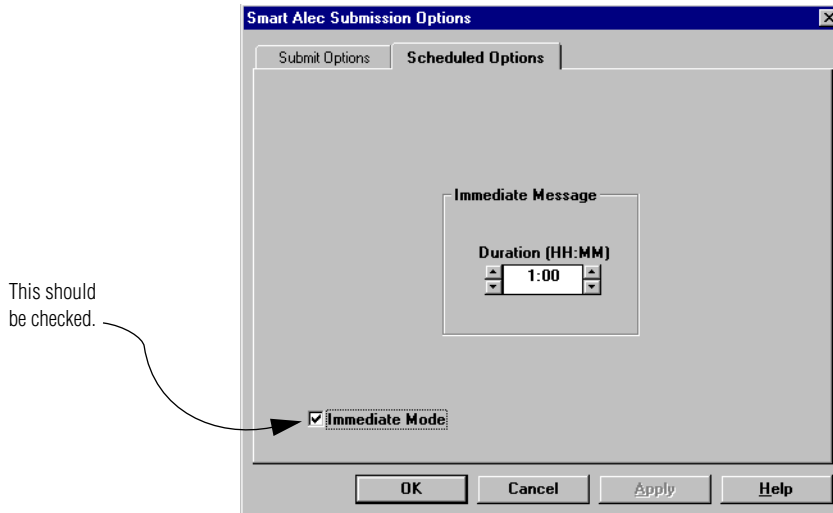 Smart Alec Submission Options
Submit Options
Scheduled Options
Immediate Message
Duration (HH:MM)
1:00
This should
be checked.
Immediate Mode
OK
Cancel
Apply
Help